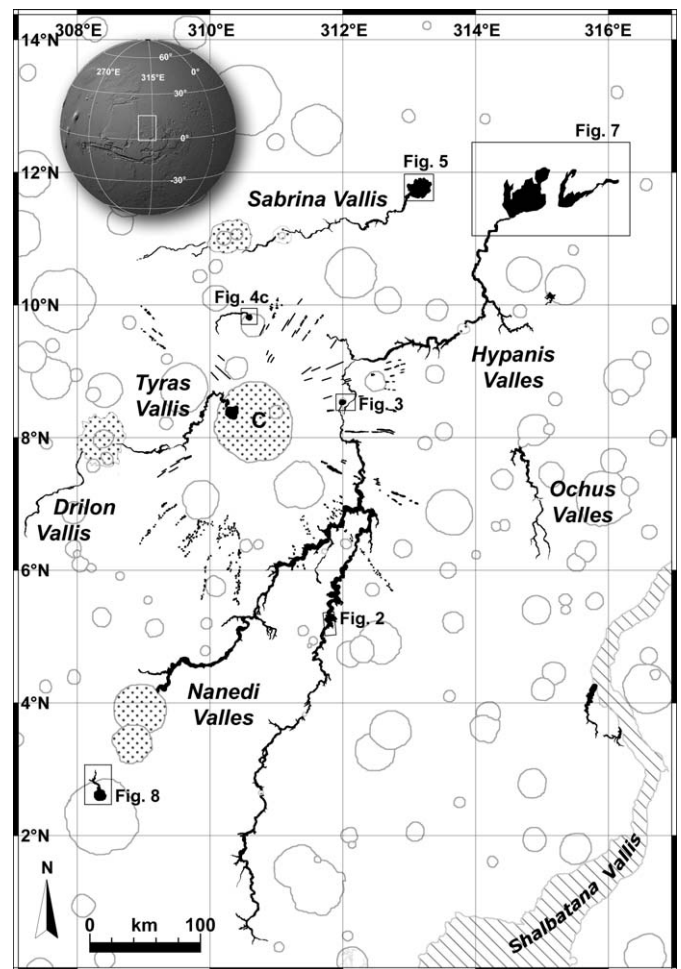 308°E 310°E 312°E 314°E 316°E
14°N
60°
270°E 0°
315°E
30°
0°
-30°
Fig. 7
12°N
Fig. 5
Sabrina Vallis
10°N
Fig. 4c
Hypanis
Valles
Tyras
Vallis
Fig. 3
C
8°N
Drilon
Vallis
Ochus
Valles
6°N
Fig. 2
Nanedi
Valles
4°N
Fig. 8
2°N
Shalbatana Vallis
N
km
0 100